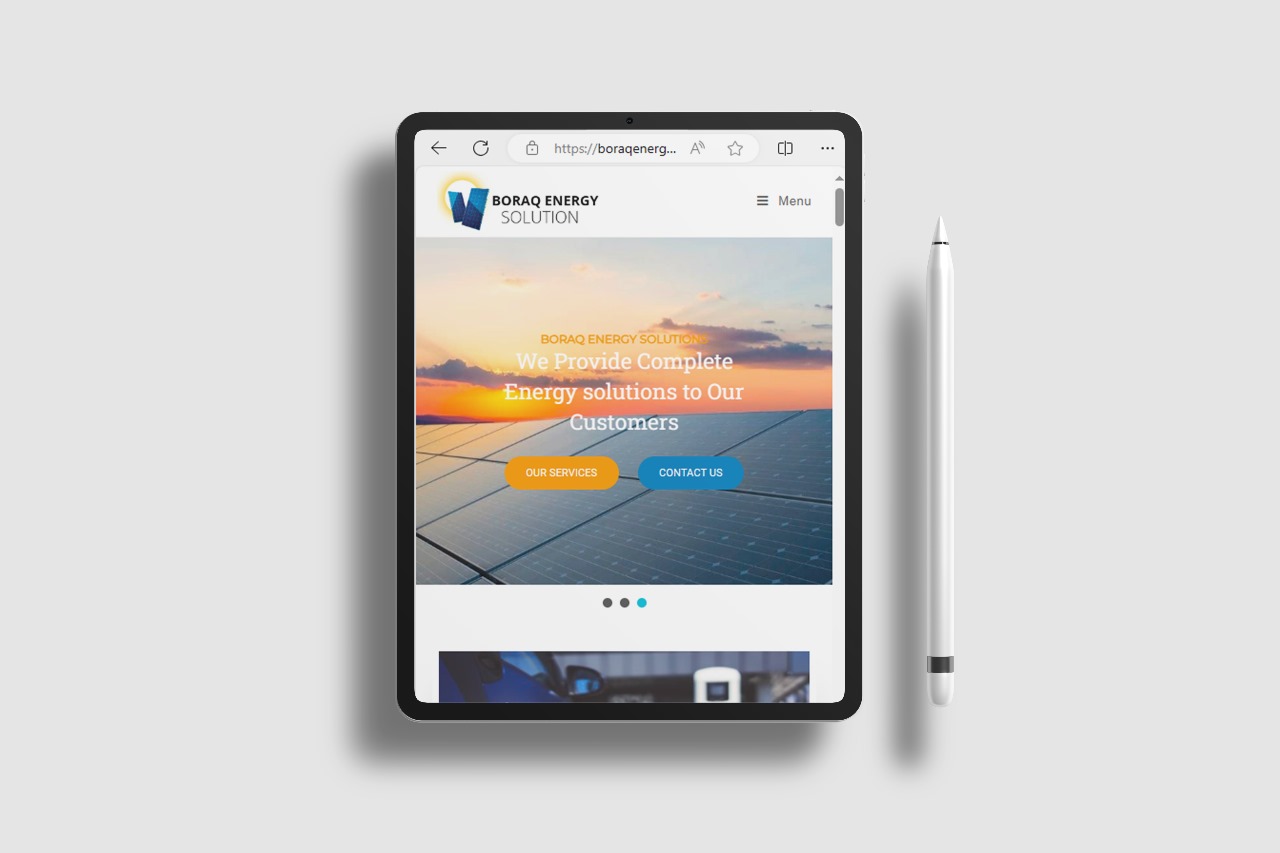 https://boraqenerg...
BORAQ ENERGY
SOLUTION
Menu
BORAQ ENERGY SOLUTIONS
We Provide Complete
Energy solutions to Our
Customers
OUR SERVICES
CONTACT US